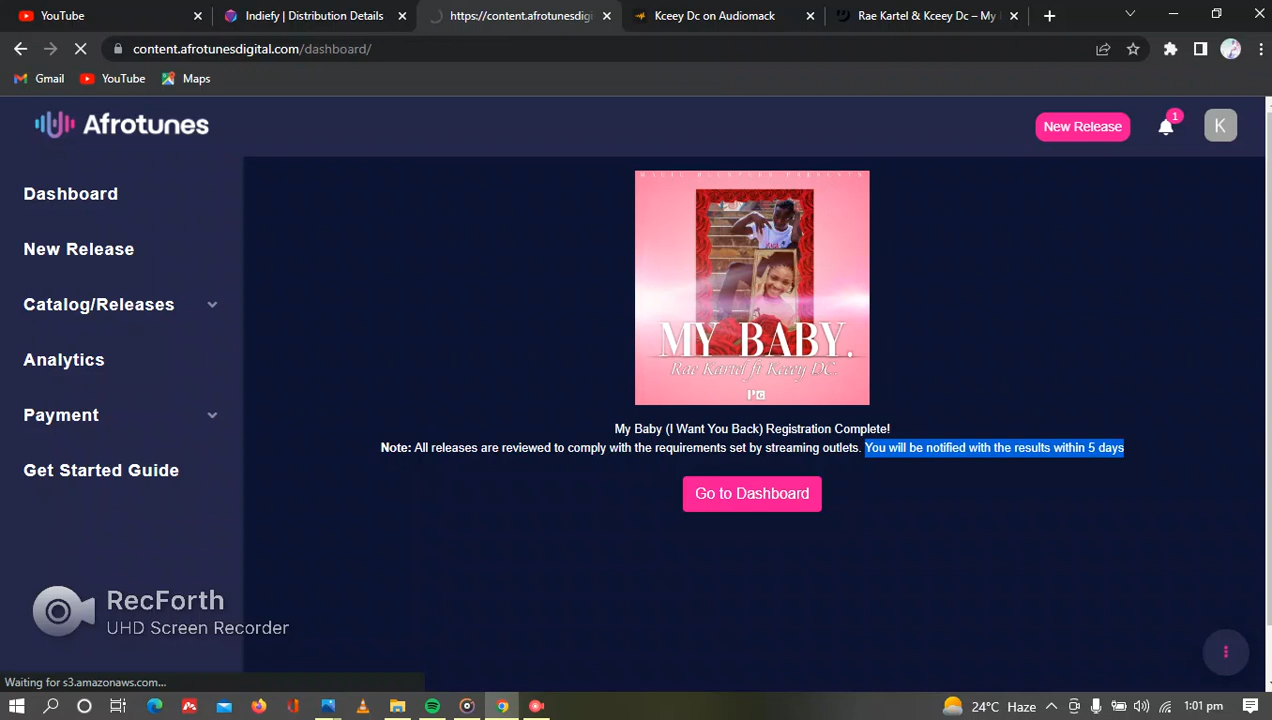 YouTube
Indiefy | Distribution Details
https://content.afrotunesdigi
Kceey Dc on Audiomack
Rae Kartel & Kceey Dc – My
content.afrotunesdigital.com/dashboard/
Gmail
YouTube
Maps
Afrotunes
New Release
1
K
Dashboard
New Release
Catalog/Releases
Analytics
Payment
Get Started Guide
MY BABY.
Rae Kartel ft Kceey DC.
PG
My Baby (I Want You Back) Registration Complete!
Note: All releases are reviewed to comply with the requirements set by streaming outlets. You will be notified with the results within 5 days
Go to Dashboard
RecForth
UHD Screen Recorder
Waiting for s3.amazonaws.com...
24°C Haze
1:01 pm